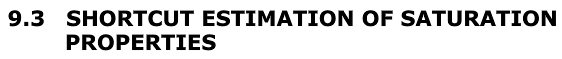 9.3 SHORTCUT ESTIMATION OF SATURATION
PROPERTIES